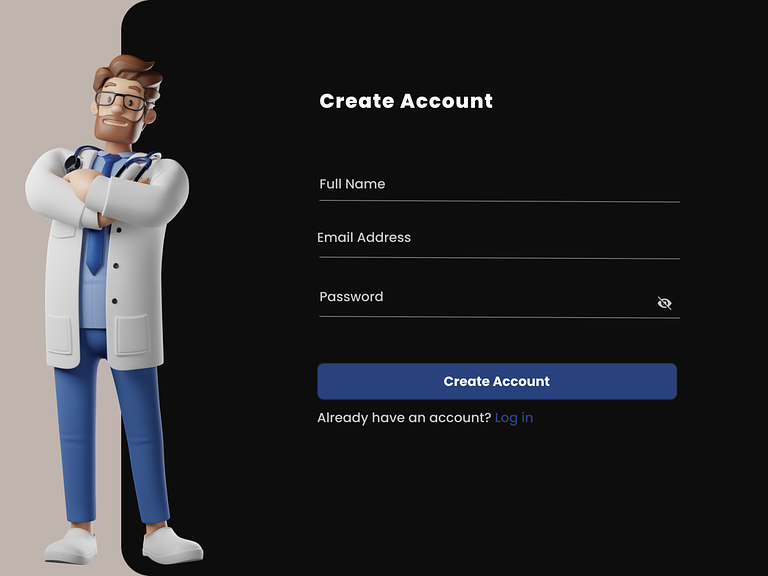 Create Account
Full Name
Email Address
Password
Create Account
Already have an account? Log in